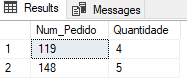 Results Messages
Num_Pedido Quantidade
1 119 4
2 148 5